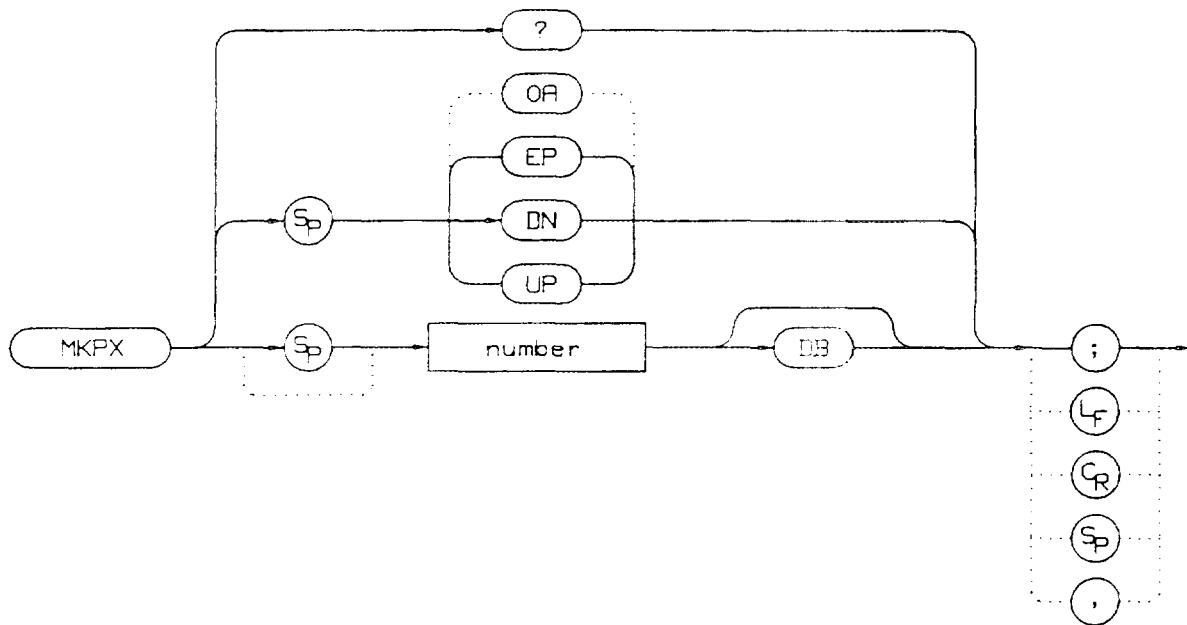 ?
OA
EP
SP
DN
UP
MKPX
SP
number
DB
;
LF
CR
SP
,